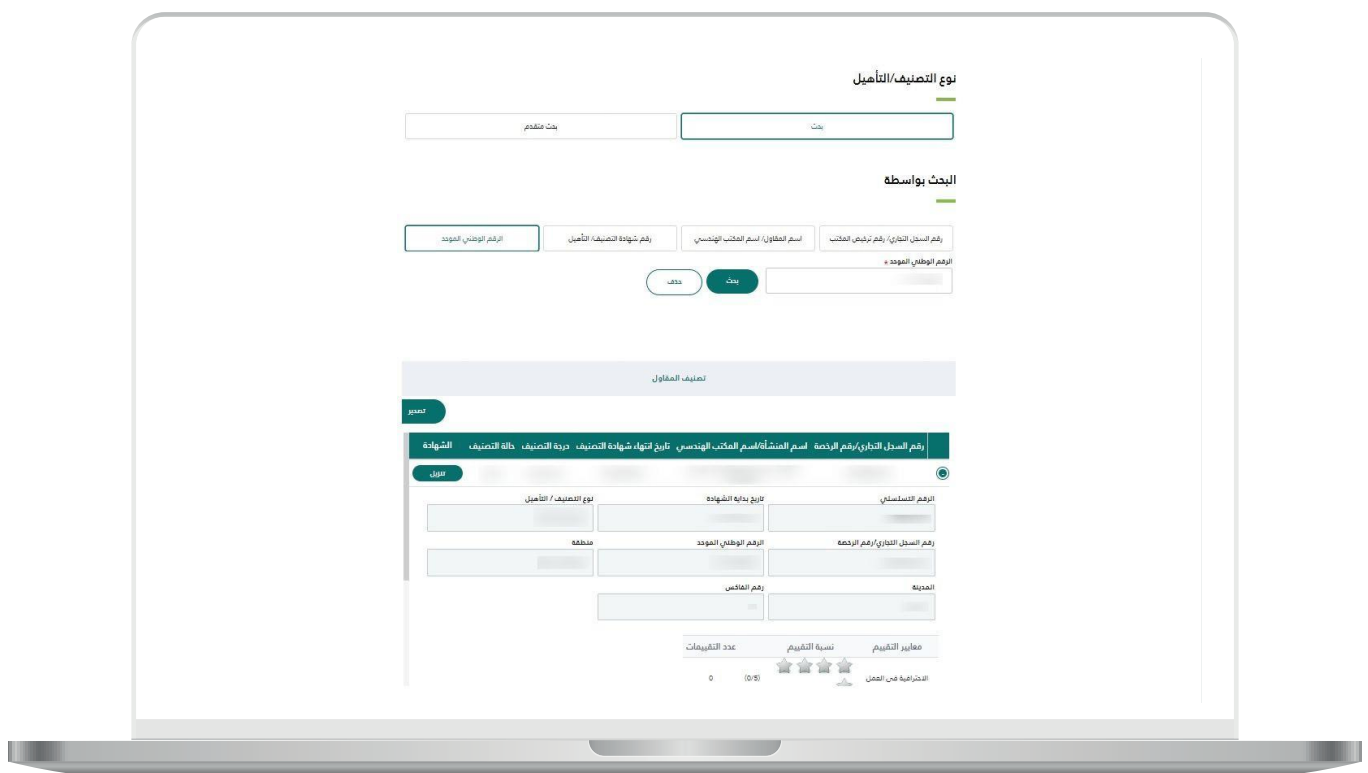 نوع التصنيف/التأهيل
بحث بحث متقدم
البحث بواسطة
رقم السجل التجاري/ رقم ترخيص المكتب اسم المقاول/ اسم المكتب الهندسي رقم شهادة التصنيف/ التأهيل الرقم الوطني الموحد
الرقم الوطني الموحد *
بحث حذف
تصنيف المقاول
تصدير
رقم السجل التجاري/رقم الرخصة اسم المنشأة/اسم المكتب الهندسي تاريخ انتهاء شهادة التصنيف درجة التصنيف حالة التصنيف الشهادة
تنزيل
الرقم التسلسلي تاريخ بداية الشهادة نوع التصنيف / التأهيل
رقم السجل التجاري/رقم الرخصة الرقم الوطني الموحد منطقة
المدينة رقم الفاكس
معايير التقييم نسبة التقييم عدد التقييمات
الاحترافية في العمل (0/5) 0